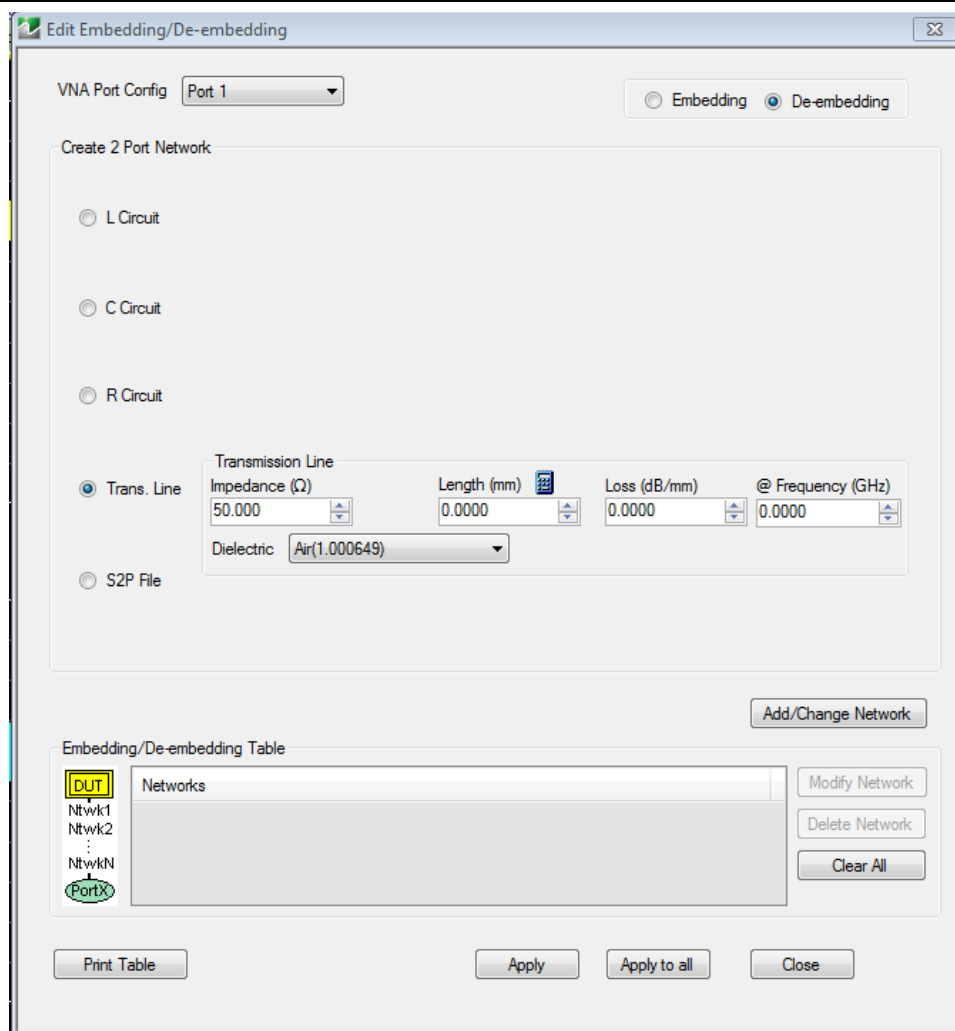 Edit Embedding/De-embedding
VNA Port Config Port 1
Embedding De-embedding
Create 2 Port Network
L Circuit
C Circuit
R Circuit
Trans. Line
Transmission Line
Impedance (Ω) Length (mm) Loss (dB/mm) @ Frequency (GHz)
50.000 0.0000 0.0000 0.0000
Dielectric Air(1.000649)
S2P File
Add/Change Network
Embedding/De-embedding Table
DUT
Ntwk1
Ntwk2
:
NtwkN
PortX
Networks
Modify Network
Delete Network
Clear All
Print Table Apply Apply to all Close